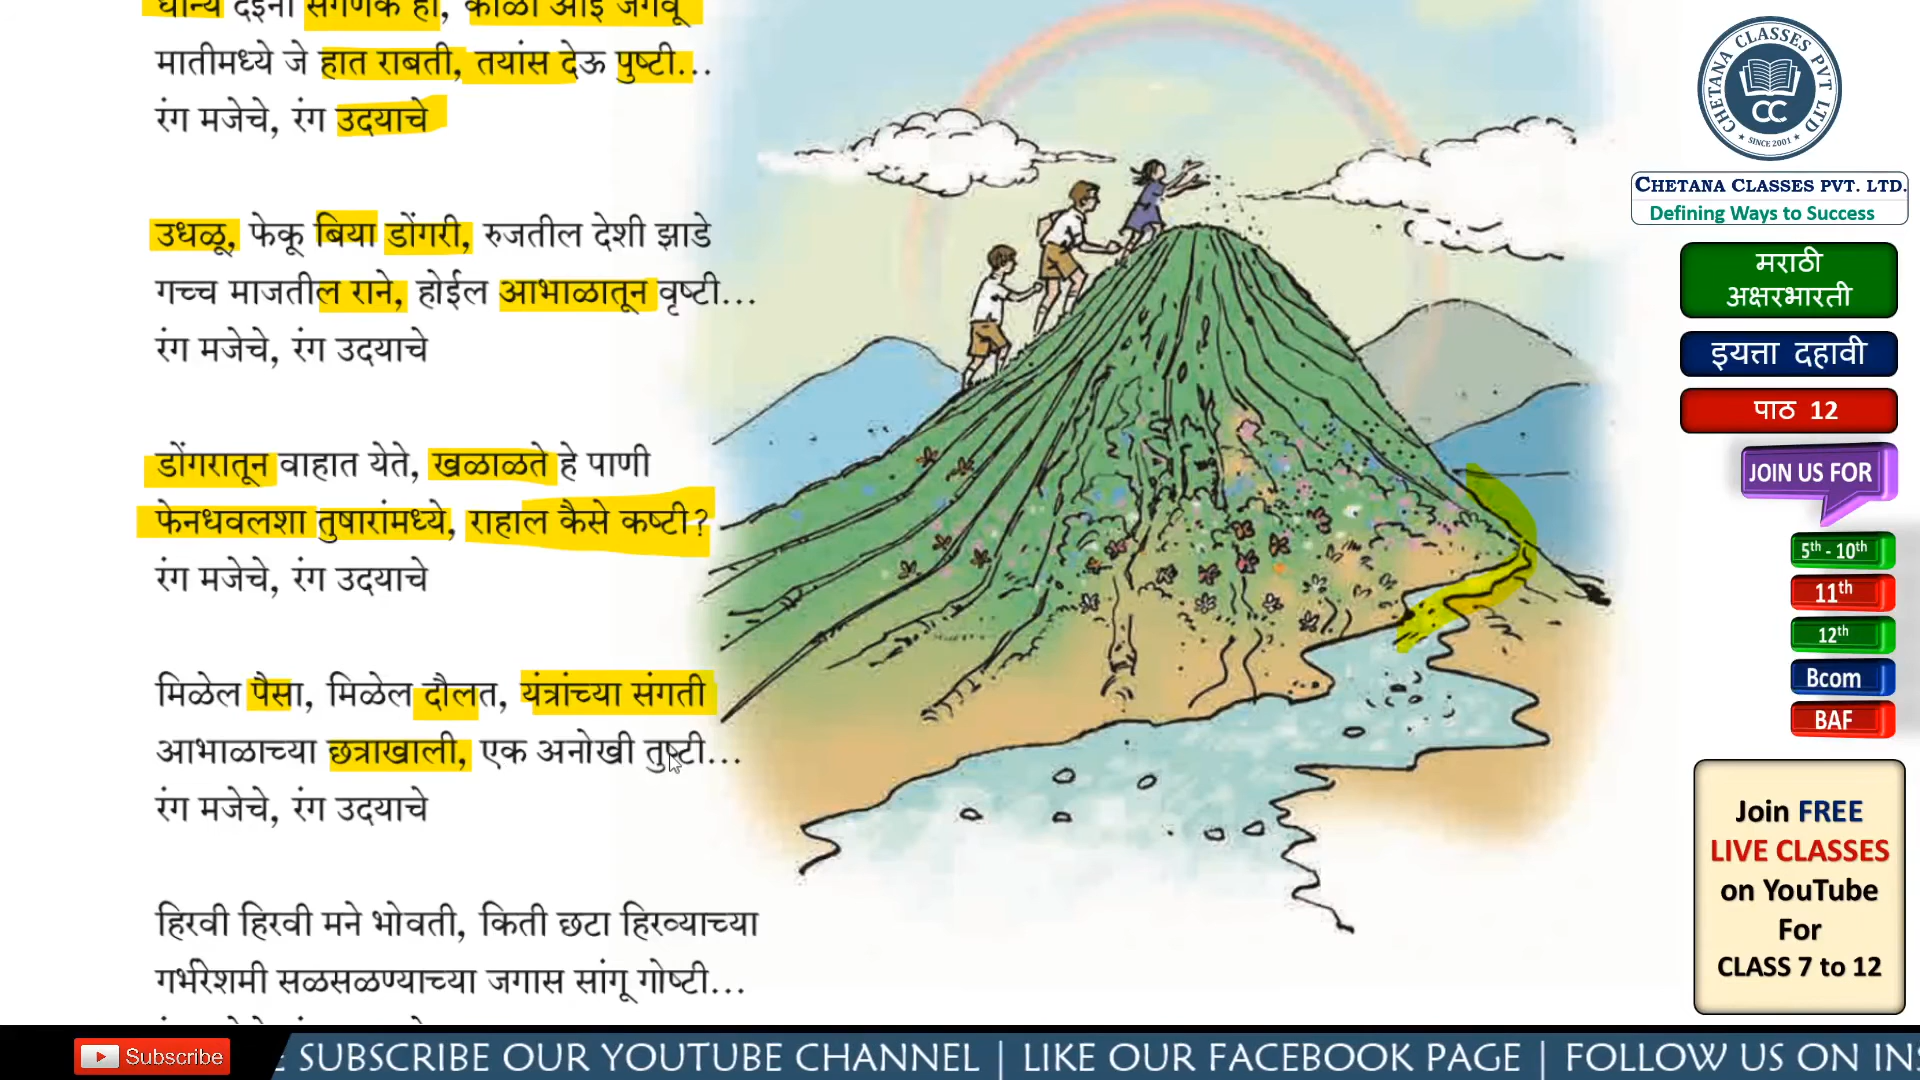 धान्य देईना संगणक हा, काळी आई जगवू
मातीमध्ये जे हात राबती, तयांस देऊ पुष्टी...
रंग मजेचे, रंग उदयाचे
उधळू, फेकू बिया डोंगरी, रुजतील देशी झाडे
गच्च माजतील राने, होईल आभाळातून वृष्टी...
रंग मजेचे, रंग उदयाचे
डोंगरातून वाहात येते, खळाळते हे पाणी
फेनधवलशा तुषारांमध्ये, राहाल कैसे कष्टी?
रंग मजेचे, रंग उदयाचे
मिळेल पैसा, मिळेल दौलत, यंत्रांच्या संगती
आभाळाच्या छत्राखाली, एक अनोखी तुष्टी...
रंग मजेचे, रंग उदयाचे
हिरवी हिरवी मने भोवती, किती छटा हिरव्याच्या
गर्भरेशमी सळसळण्याच्या जगास सांगू गोष्टी...
CHETANA CLASSES PVT LTD
CC
SINCE 2001
CHETANA CLASSES PVT. LTD.
Defining Ways to Success
मराठी
अक्षरभारती
इयत्ता दहावी
पाठ 12
JOIN US FOR
5th - 10th
11th
12th
Bcom
BAF
Join FREE
LIVE CLASSES
on YouTube
For
CLASS 7 to 12
Subscribe
SUBSCRIBE OUR YOUTUBE CHANNEL | LIKE OUR FACEBOOK PAGE | FOLLOW US ON INS